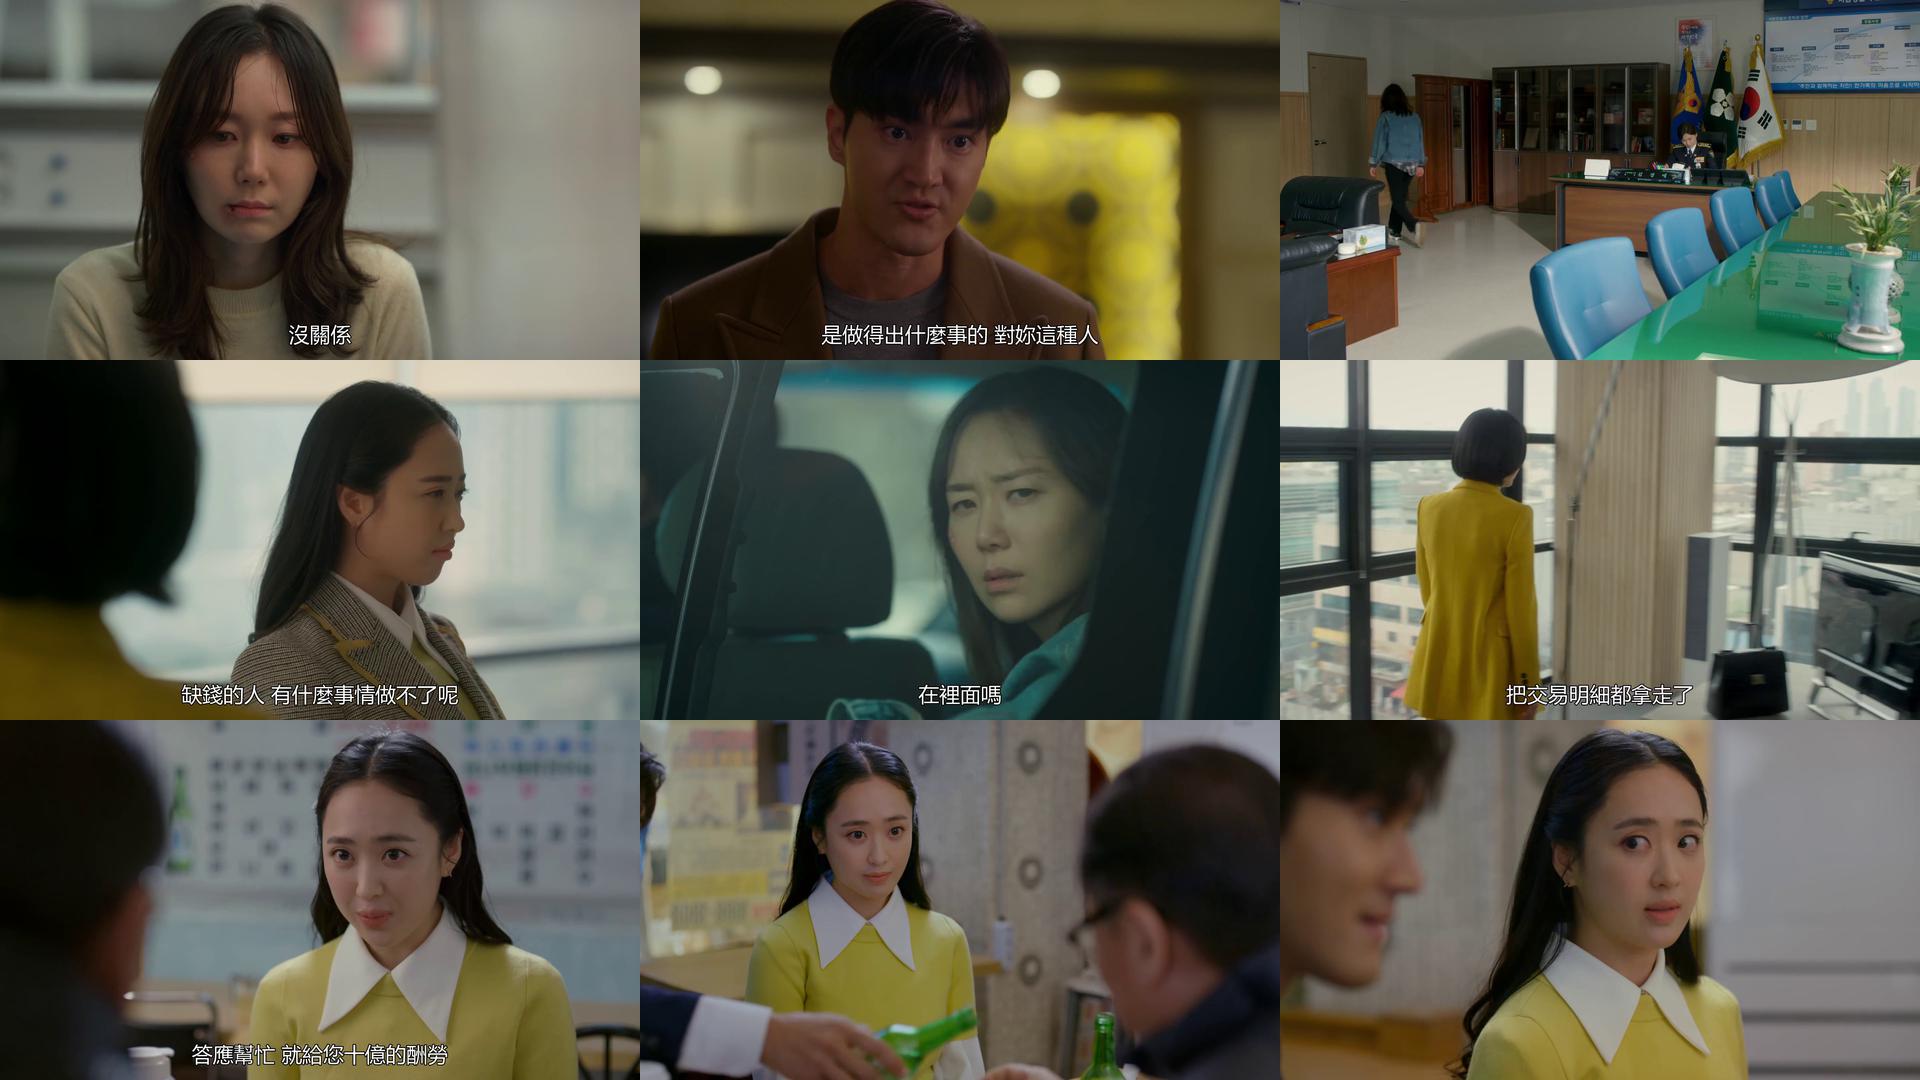 沒關係
是做得出什麼事的 對妳這種人
缺錢的人 有什麼事情做不了呢
在裡面嗎
把交易明細都拿走了
答應幫忙 就給您十億的酬勞